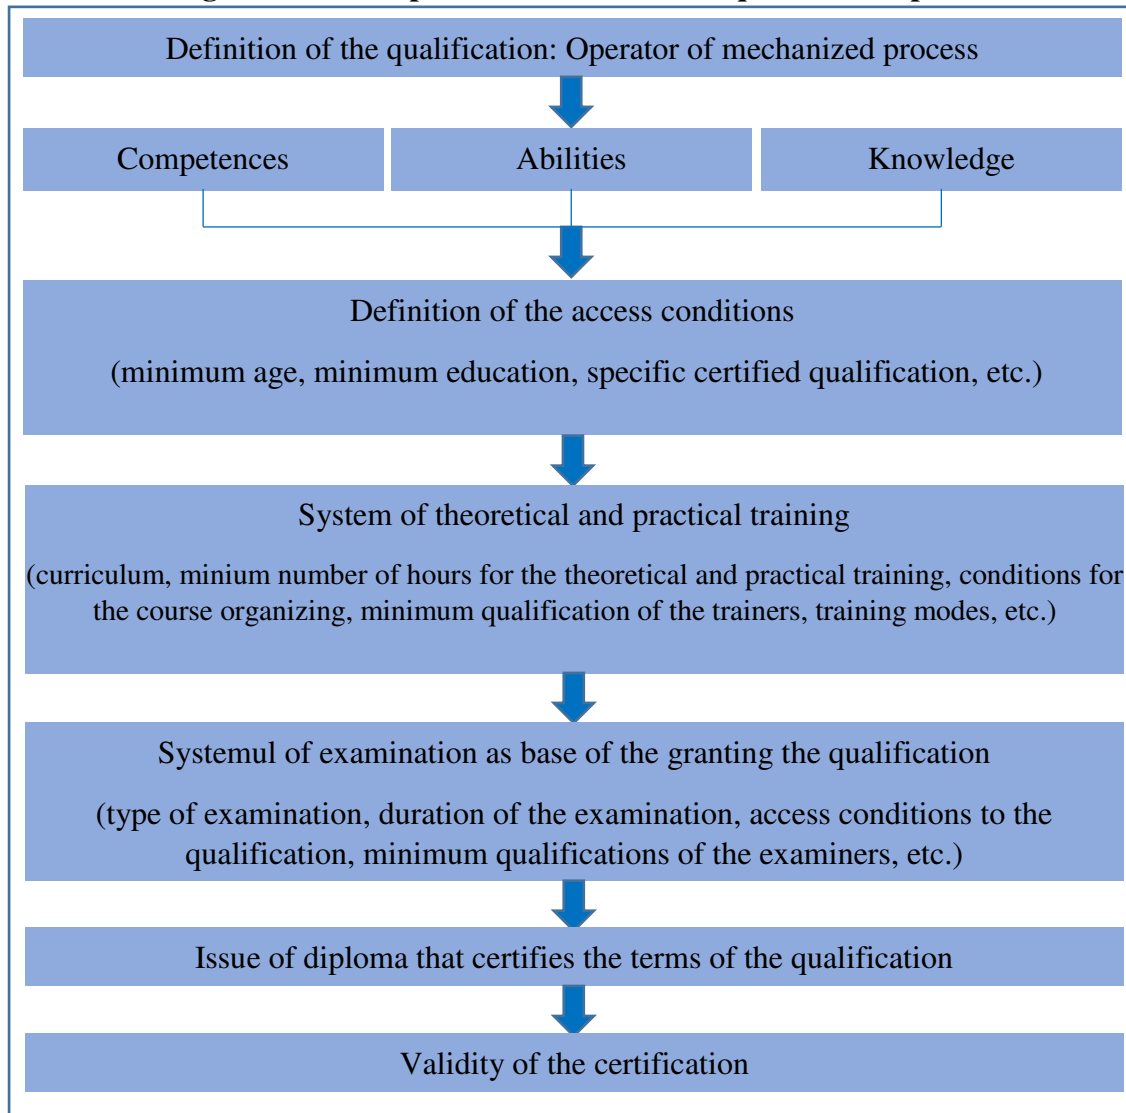 Definition of the qualification: Operator of mechanized process
Competences
Abilities
Knowledge
Definition of the access conditions
(minimum age, minimum education, specific certified qualification, etc.)
System of theoretical and practical training
(curriculum, minium number of hours for the theoretical and practical training, conditions for
the course organizing, minimum qualification of the trainers, training modes, etc.)
Systemul of examination as base of the granting the qualification
(type of examination, duration of the examination, access conditions to the
qualification, minimum qualifications of the examiners, etc.)
Issue of diploma that certifies the terms of the qualification
Validity of the certification